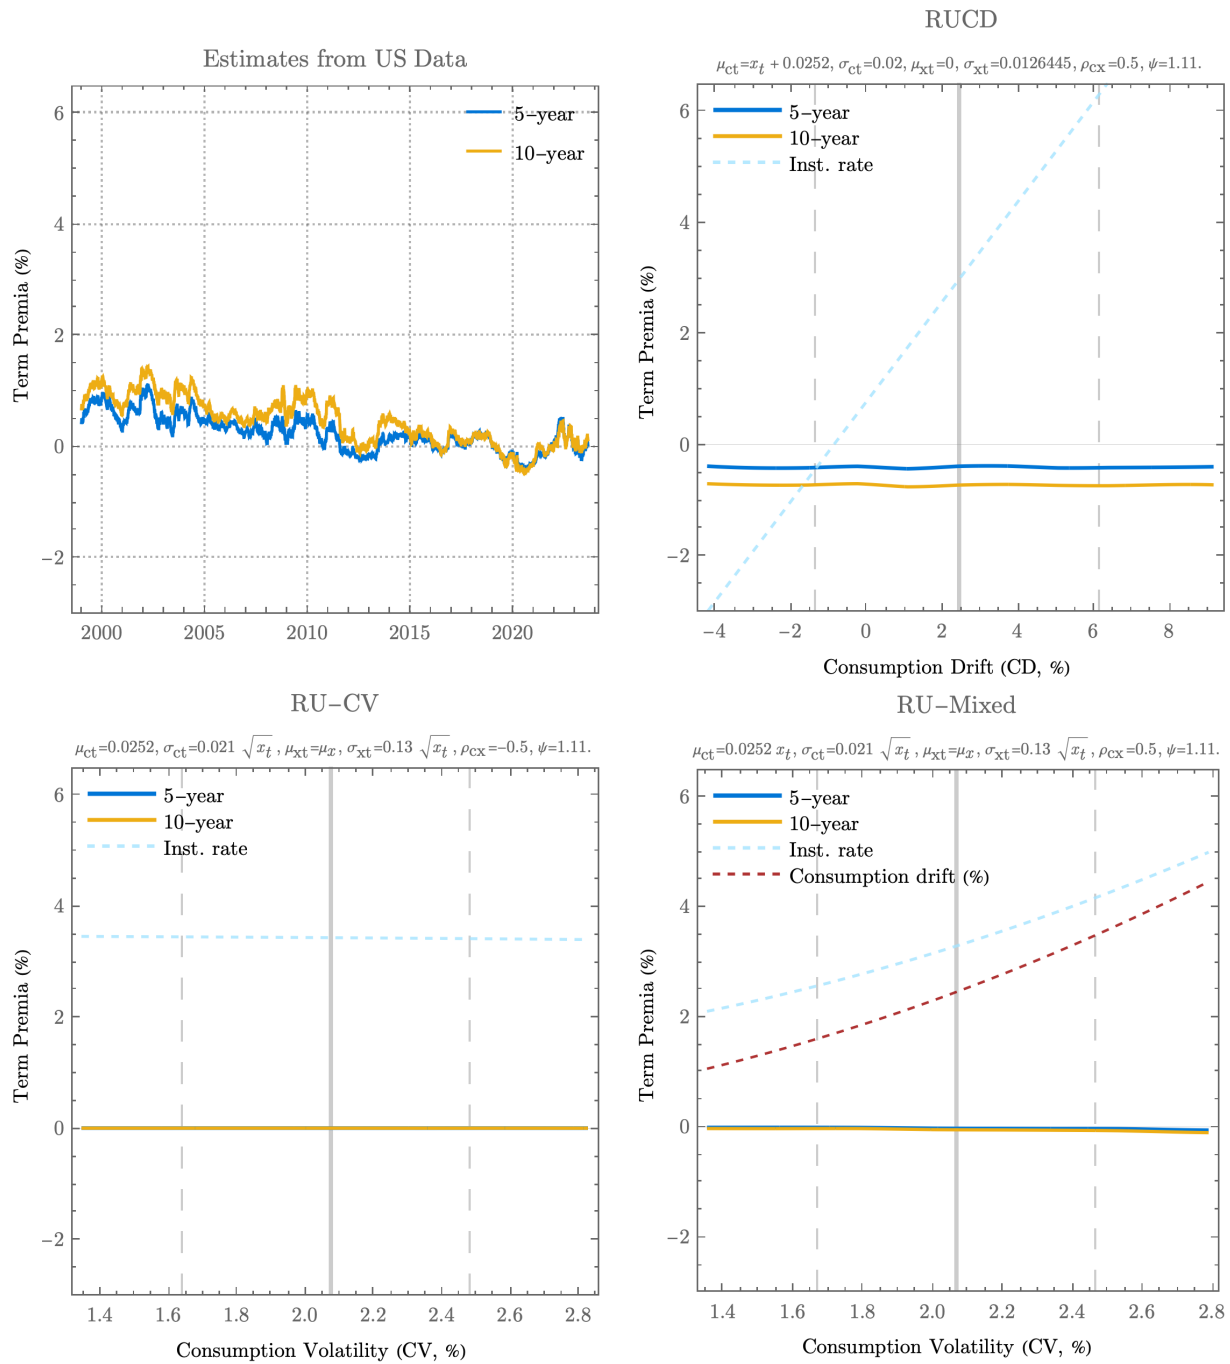 Estimates from US Data
6
4
2
0
−2
Term Premia (%)
5−year
10−year
2000 2005 2010 2015 2020
RUCD
μct=xt + 0.0252, σct=0.02, μxt=0, σxt=0.0126445, ρcx=0.5, ψ=1.11.
6
4
2
0
−2
Term Premia (%)
5−year
10−year
Inst. rate
−4 −2 0 2 4 6 8
Consumption Drift (CD, %)
RU−CV
μct=0.0252, σct=0.021 √xt , μxt=μx, σxt=0.13 √xt , ρcx=−0.5, ψ=1.11.
6
4
2
0
−2
Term Premia (%)
5−year
10−year
Inst. rate
1.4 1.6 1.8 2.0 2.2 2.4 2.6 2.8
Consumption Volatility (CV, %)
RU−Mixed
μct=0.0252 xt, σct=0.021 √xt , μxt=μx, σxt=0.13 √xt , ρcx=0.5, ψ=1.11.
6
4
2
0
−2
Term Premia (%)
5−year
10−year
Inst. rate
Consumption drift (%)
1.4 1.6 1.8 2.0 2.2 2.4 2.6 2.8
Consumption Volatility (CV, %)